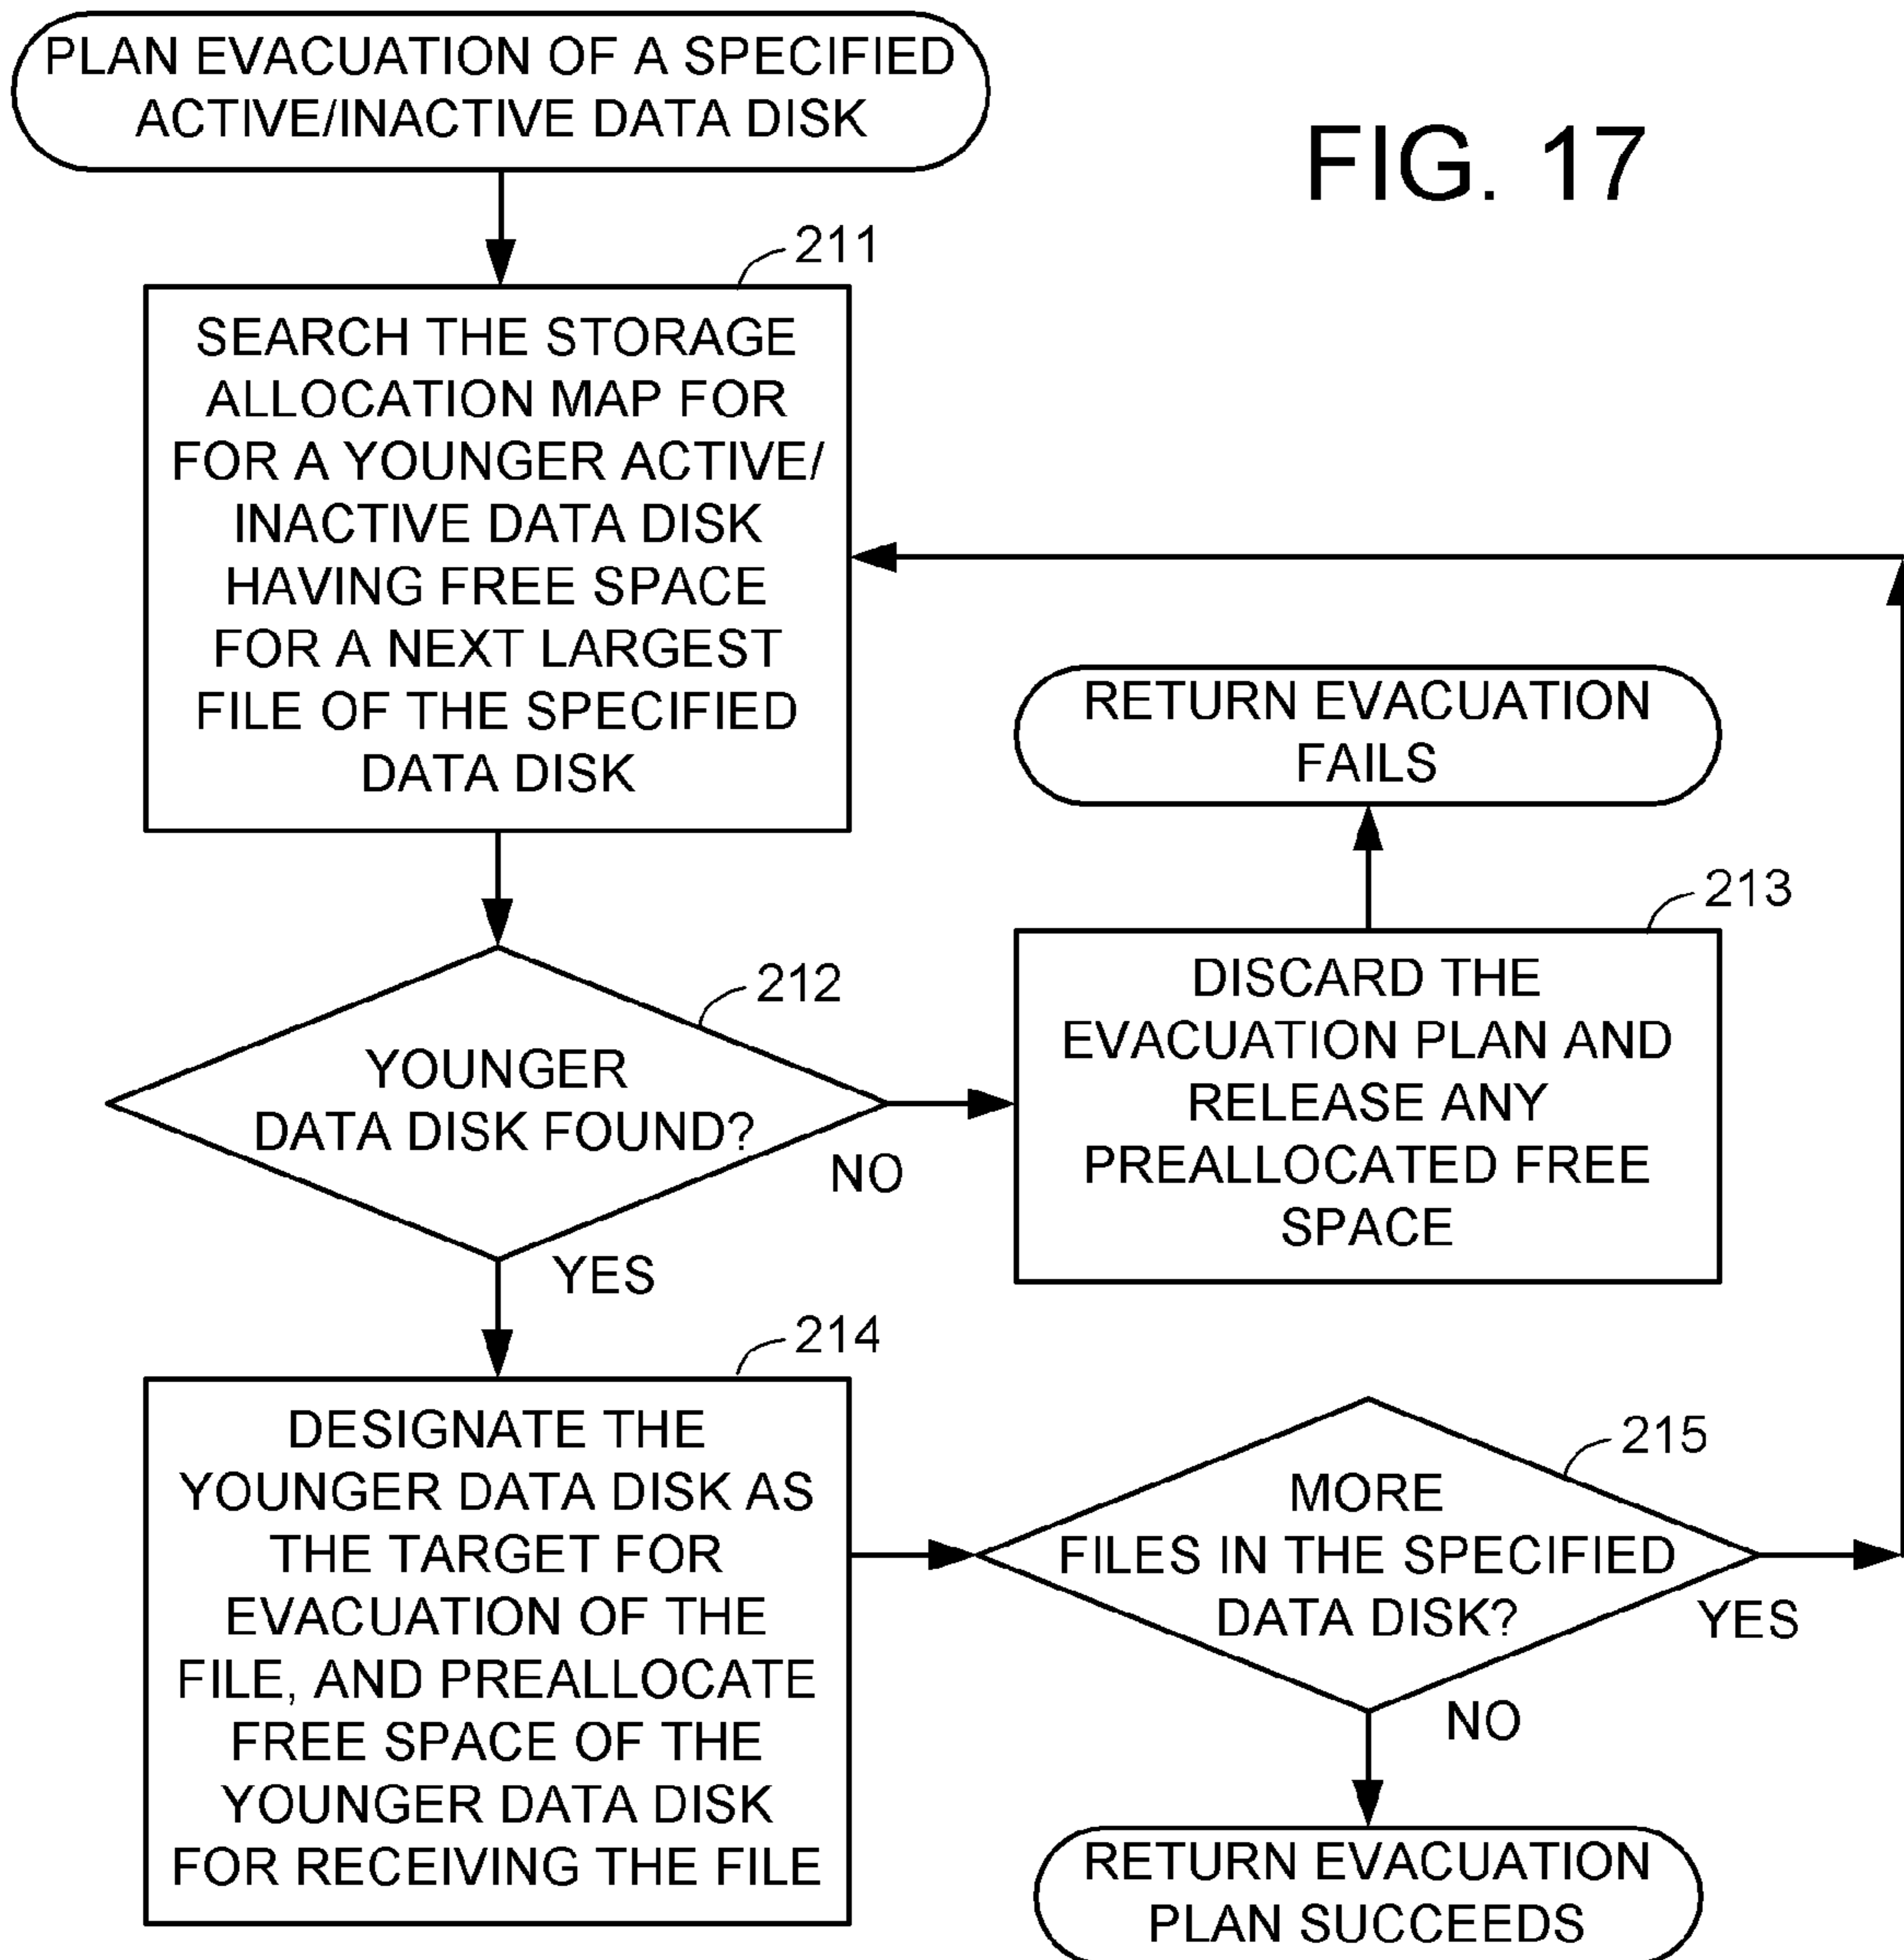 PLAN EVACUATION OF A SPECIFIED
ACTIVE/INACTIVE DATA DISK
FIG. 17
211
SEARCH THE STORAGE
ALLOCATION MAP FOR
FOR A YOUNGER ACTIVE/
INACTIVE DATA DISK
HAVING FREE SPACE
FOR A NEXT LARGEST
FILE OF THE SPECIFIED
DATA DISK
212
YOUNGER
DATA DISK FOUND?
NO
YES
213
DISCARD THE
EVACUATION PLAN AND
RELEASE ANY
PREALLOCATED FREE
SPACE
RETURN EVACUATION
FAILS
214
DESIGNATE THE
YOUNGER DATA DISK AS
THE TARGET FOR
EVACUATION OF THE
FILE, AND PREALLOCATE
FREE SPACE OF THE
YOUNGER DATA DISK
FOR RECEIVING THE FILE
215
MORE
FILES IN THE SPECIFIED
DATA DISK?
YES
NO
RETURN EVACUATION
PLAN SUCCEEDS